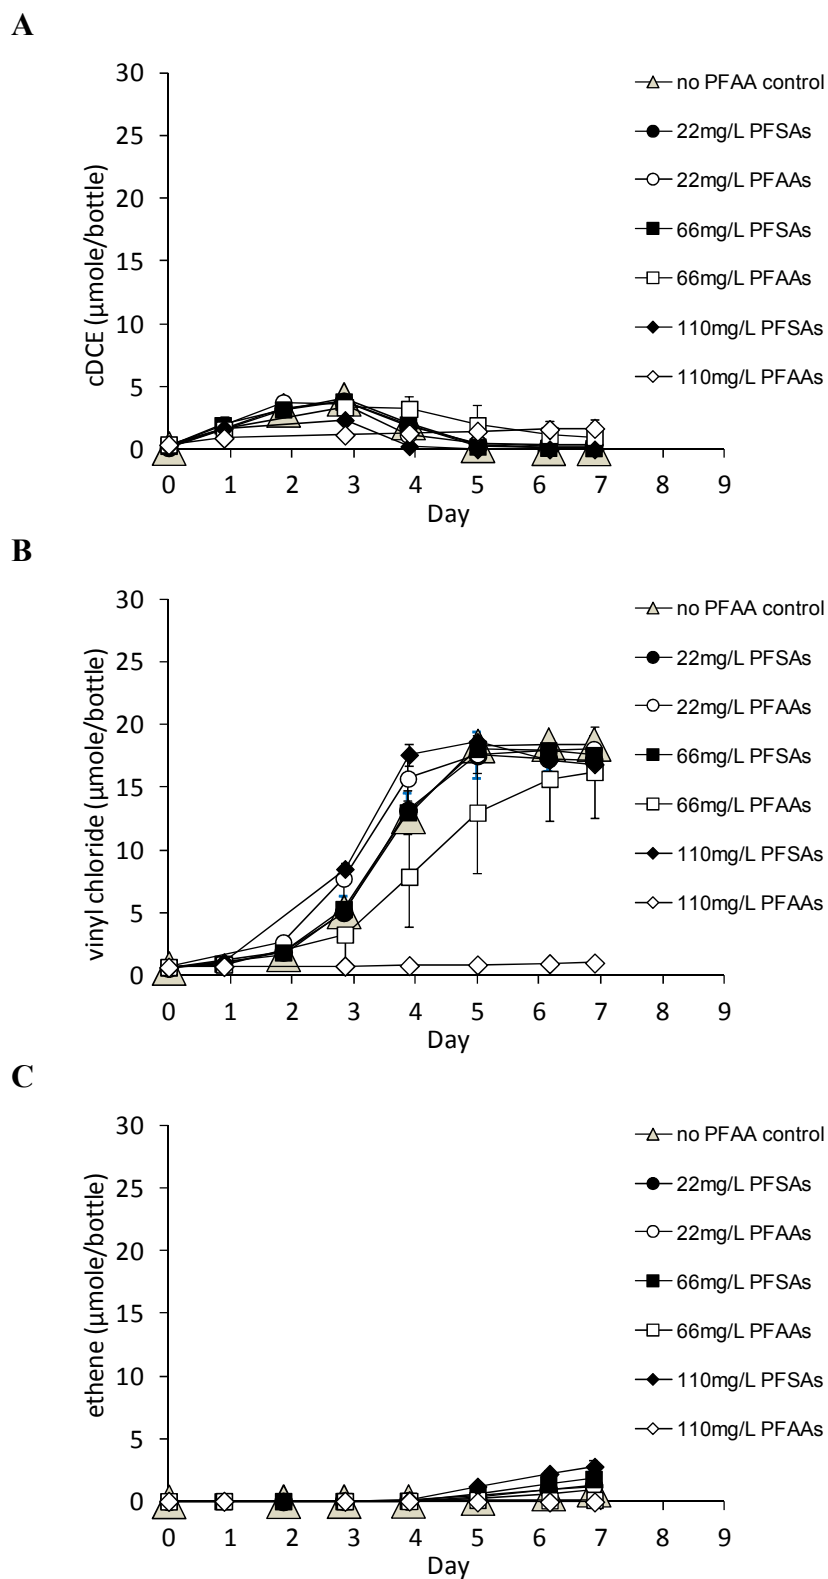 A
30
25
20
15
10
5
0
cDCE (μmole/bottle)
0 1 2 3 4 5 6 7 8 9
Day
no PFAA control
22mg/L PFSAs
22mg/L PFAAs
66mg/L PFSAs
66mg/L PFAAs
110mg/L PFSAs
110mg/L PFAAs
B
30
25
20
15
10
5
0
vinyl chloride (μmole/bottle)
0 1 2 3 4 5 6 7 8 9
Day
no PFAA control
22mg/L PFSAs
22mg/L PFAAs
66mg/L PFSAs
66mg/L PFAAs
110mg/L PFSAs
110mg/L PFAAs
C
30
25
20
15
10
5
0
ethene (μmole/bottle)
0 1 2 3 4 5 6 7 8 9
Day
no PFAA control
22mg/L PFSAs
22mg/L PFAAs
66mg/L PFSAs
66mg/L PFAAs
110mg/L PFSAs
110mg/L PFAAs